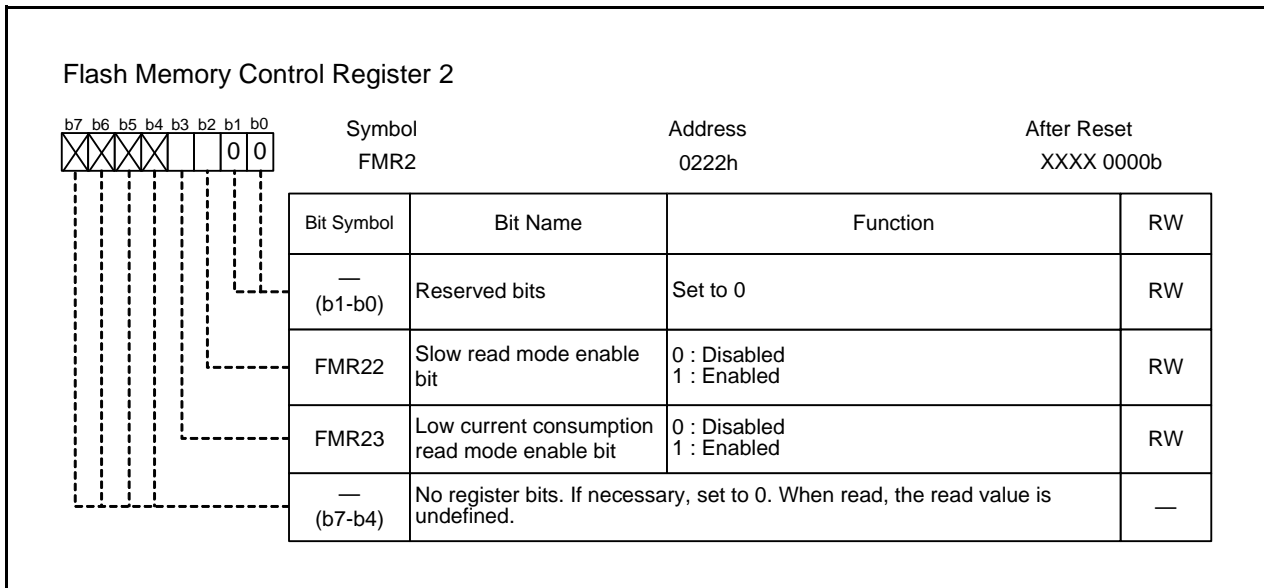 Flash Memory Control Register 2
b7 b6 b5 b4 b3 b2 b1 b0
0 0
Symbol Address After Reset
FMR2 0222h XXXX 0000b
Bit Symbol Bit Name Function RW
—
(b1-b0) Reserved bits Set to 0 RW
FMR22 Slow read mode enable
bit 0 : Disabled
1 : Enabled RW
FMR23 Low current consumption
read mode enable bit 0 : Disabled
1 : Enabled RW
—
(b7-b4) No register bits. If necessary, set to 0. When read, the read value is
undefined. —